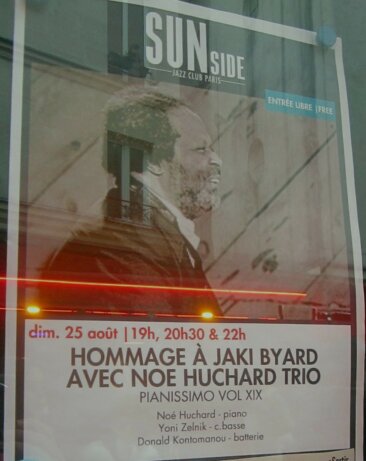 SUN
SIDE
JAZZ CLUB PARIS
ENTRÉE LIBRE | FREE
dim. 25 août | 19h, 20h30 & 22h
HOMMAGE À JAKI BYARD
AVEC NOE HUCHARD TRIO
PIANISSIMO VOL XIX
Noé Huchard - piano
Yoni Zelnik - c.basse
Donald Kontomanou - batterie